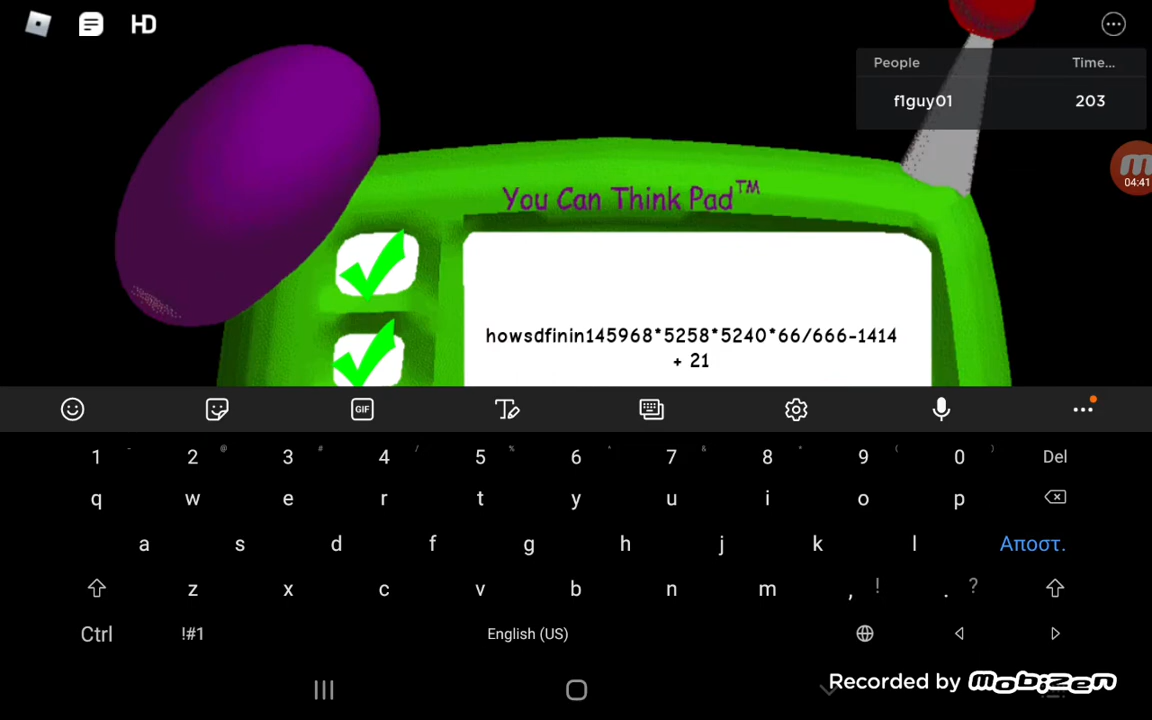 HD
People Time...
f1guy01 203
04:41
You Can Think Pad™
howsdfinin145968*5258*5240*66/666-1414
+ 21
GIF
1 2 3 4 5 6 7 8 9 0 Del
q w e r t y u i o p
a s d f g h j k l Αποστ.
z x c v b n m , ! . ?
Ctrl !#1 English (US)
Recorded by mobizen